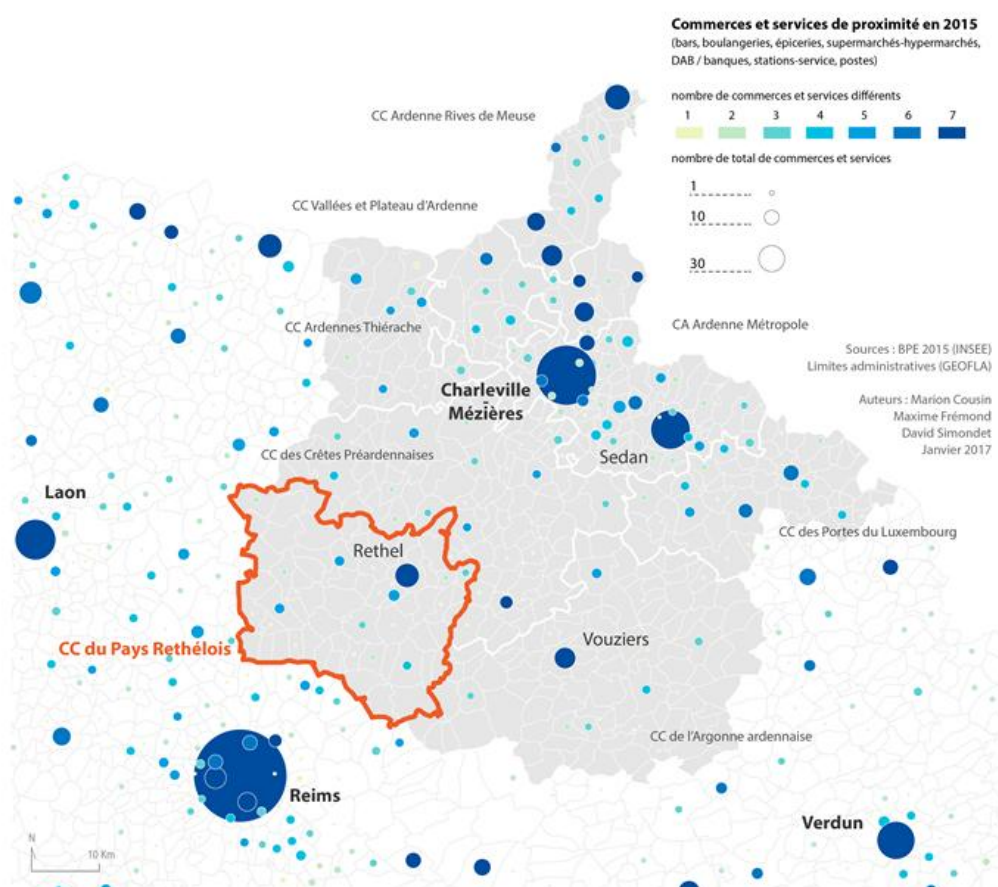 Commerces et services de proximité en 2015
(bars, boulangeries, épiceries, supermarchés-hypermarchés,
DAB / banques, stations-service, postes)
nombre de commerces et services différents
1 2 3 4 5 6 7
nombre de total de commerces et services
1
10
30
CC Ardenne Rives de Meuse
CC Vallées et Plateau d'Ardenne
CC Ardennes Thiérache
CA Ardenne Métropole
Sources : BPE 2015 (INSEE)
Limites administratives (GEOFLA)
Auteurs : Marion Cousin
Maxime Frémond
David Simondet
Janvier 2017
Charleville
Mézières
Sedan
CC des Crêtes Préardennaises
Laon
CC des Portes du Luxembourg
Rethel
Vouziers
CC du Pays Rethélois
CC de l'Argonne ardennaise
Reims
Verdun
N
10 Km